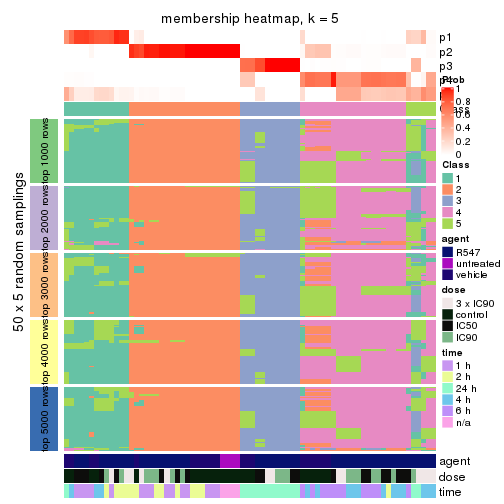 membership heatmap, k = 5
p1
p2
p3
Prob
1
0.8
0.6
0.4
0.2
0
Class
1
2
3
4
5
agent
R547
untreated
vehicle
dose
3 x IC90
control
IC50
IC90
time
1 h
2 h
24 h
4 h
6 h
n/a
50 x 5 random samplings
top 1000 rows
top 2000 rows
top 3000 rows
top 4000 rows
top 5000 rows
agent
dose
time